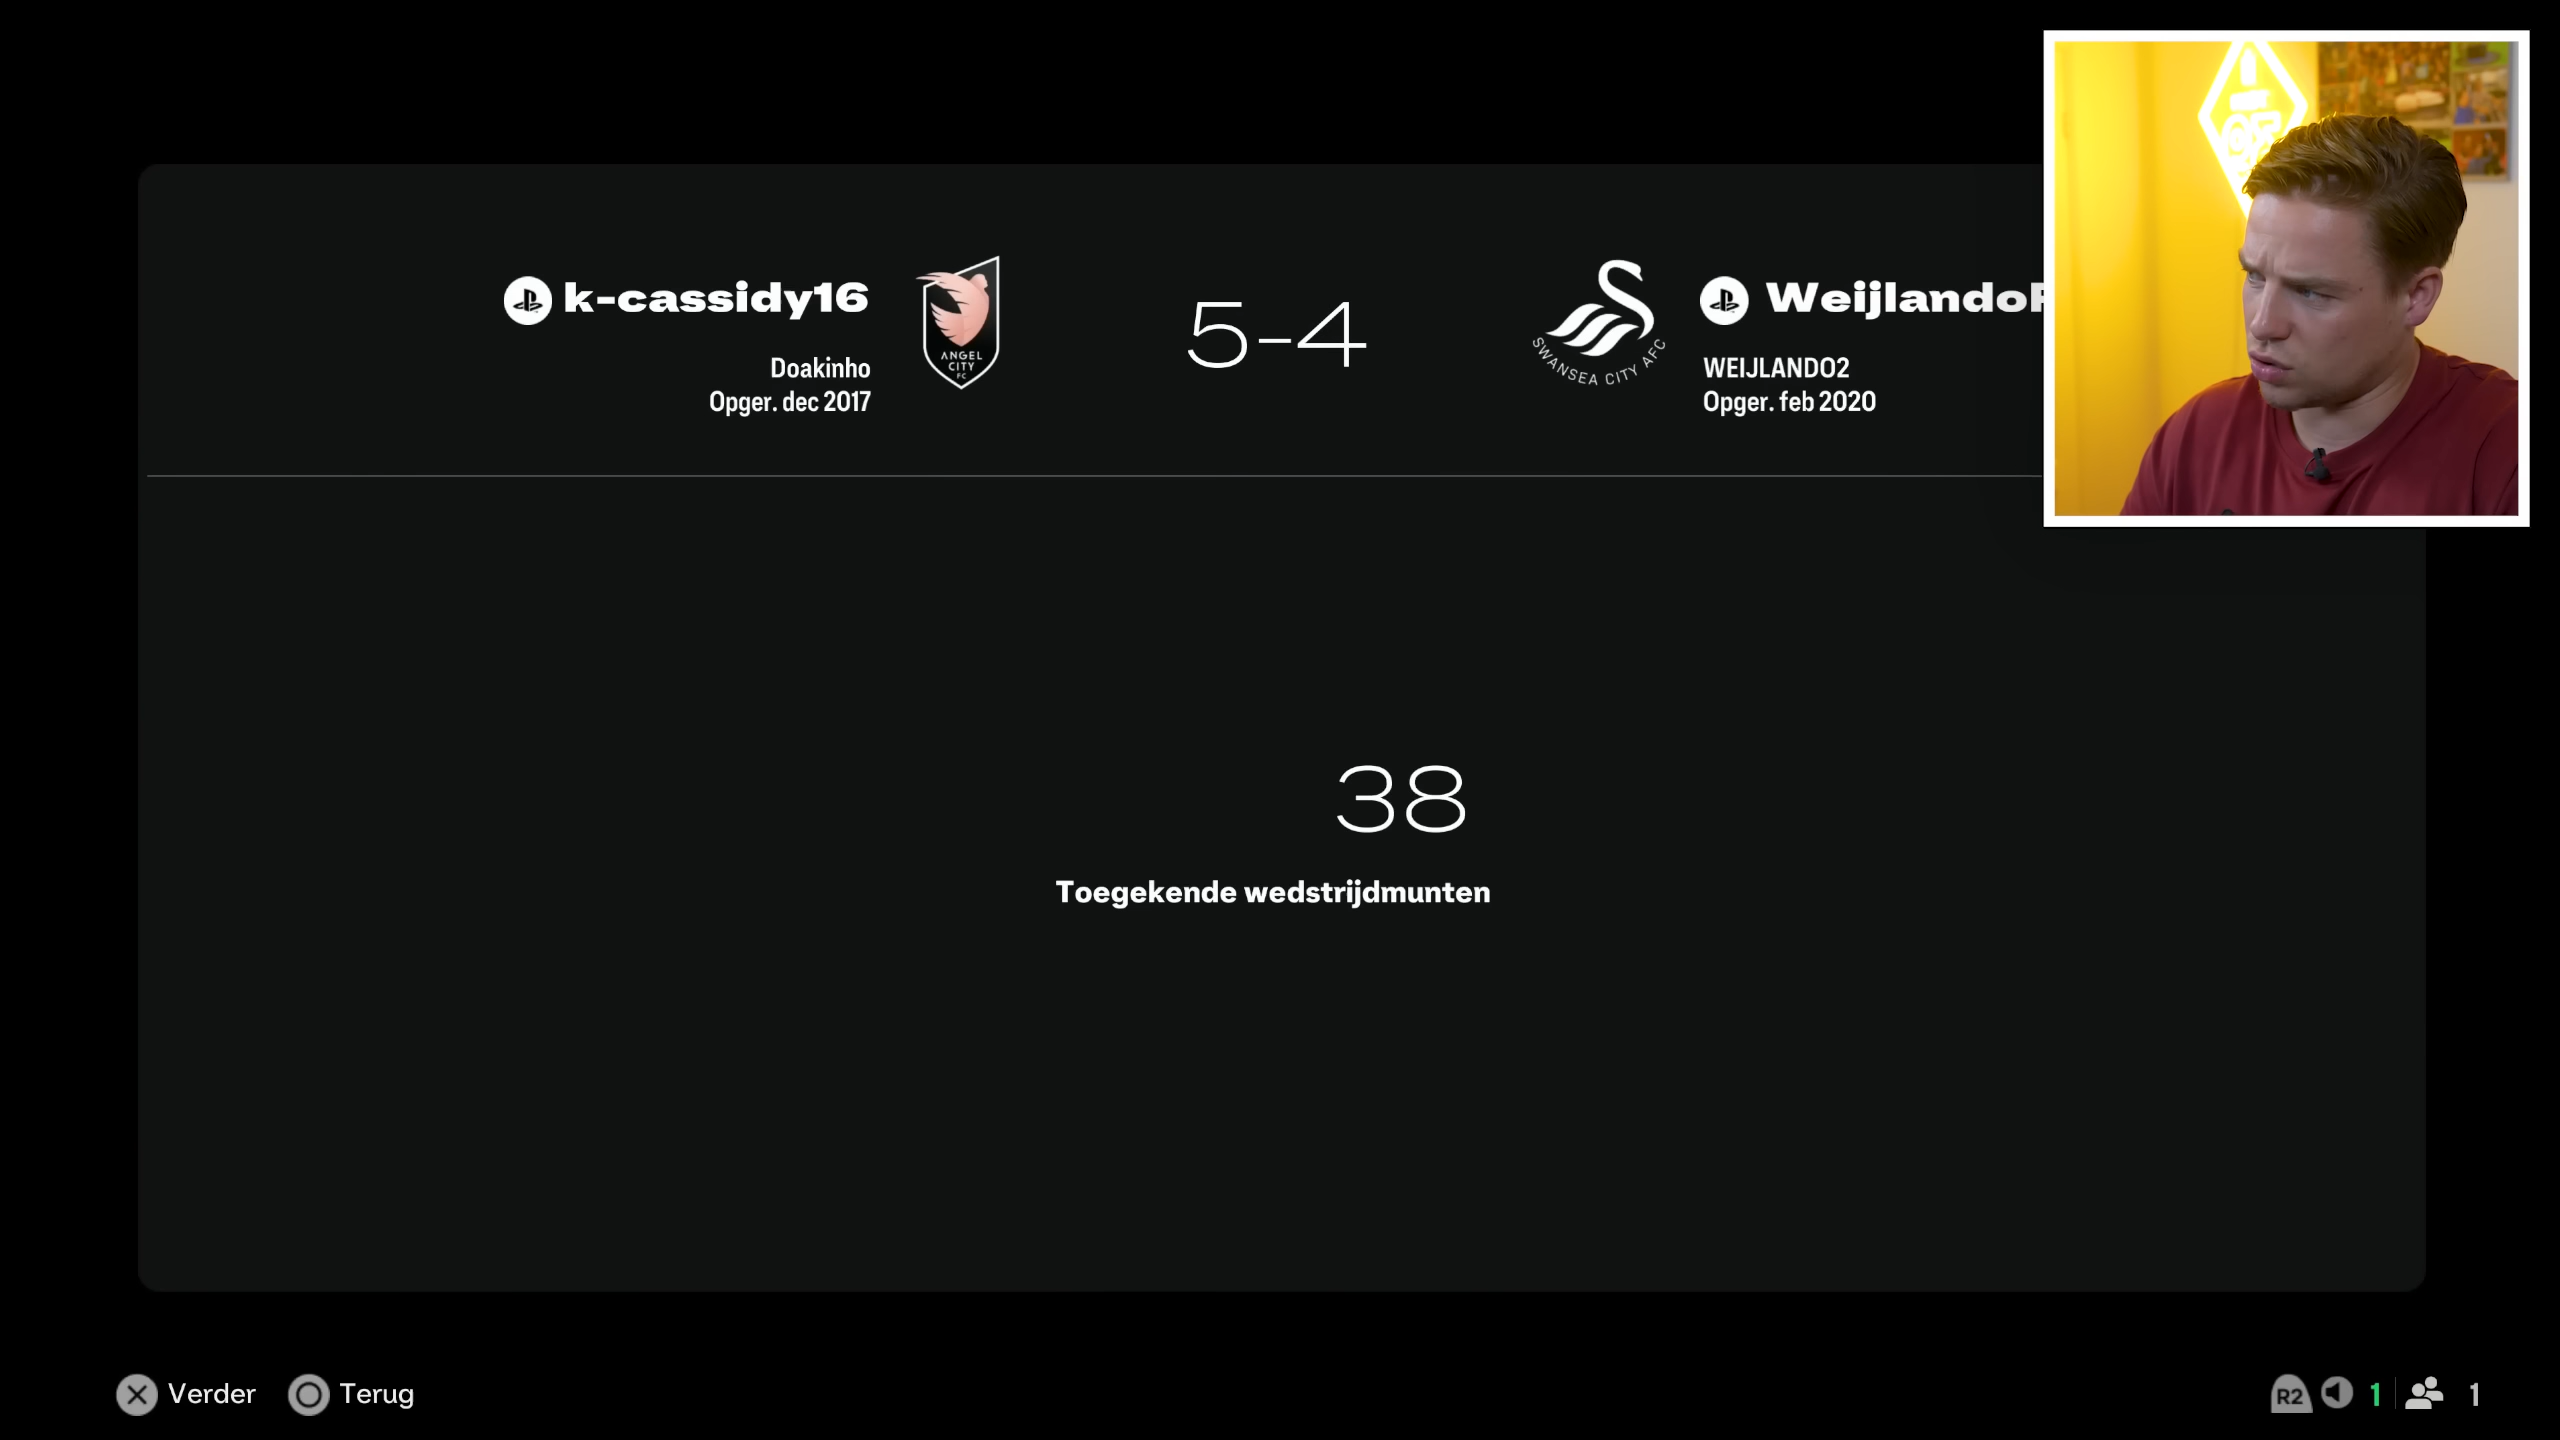 k-cassidy16
Doakinho
Opger. dec 2017
ANGEL
CITY
FC
5-4
SWANSEA CITY AFC
WEIJLANDO2
Opger. feb 2020
38
Toegekende wedstrijdmunten
Verder
Terug
R2
1
1